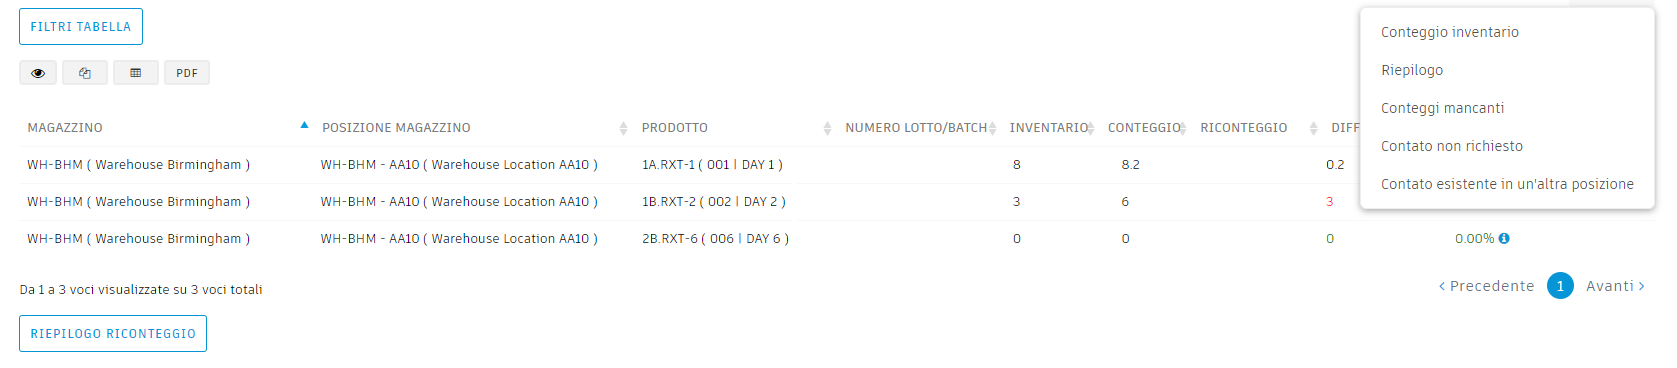 FILTRI TABELLA
PDF
Conteggio inventario
Riepilogo
Conteggi mancanti
Contato non richiesto
Contato esistente in un'altra posizione
MAGAZZINO POSIZIONE MAGAZZINO PRODOTTO NUMERO LOTTO/BATCH INVENTARIO CONTEGGIO RICONTEGGIO DIFF
WH-BHM ( Warehouse Birmingham ) WH-BHM - AA10 ( Warehouse Location AA10 ) 1A.RXT-1 ( 001 | DAY 1 ) 8 8.2 0.2
WH-BHM ( Warehouse Birmingham ) WH-BHM - AA10 ( Warehouse Location AA10 ) 1B.RXT-2 ( 002 | DAY 2 ) 3 6 3
WH-BHM ( Warehouse Birmingham ) WH-BHM - AA10 ( Warehouse Location AA10 ) 2B.RXT-6 ( 006 | DAY 6 ) 0 0 0 0.00%
Da 1 a 3 voci visualizzate su 3 voci totali
< Precedente 1 Avanti >
RIEPILOGO RICONTEGGIO